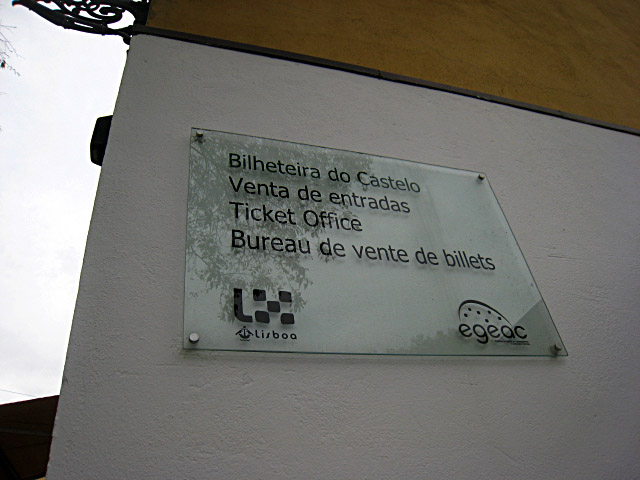 Bilheteira do Castelo
Venta de entradas
Ticket Office
Bureau de vente de billets
Lisboa
egeac